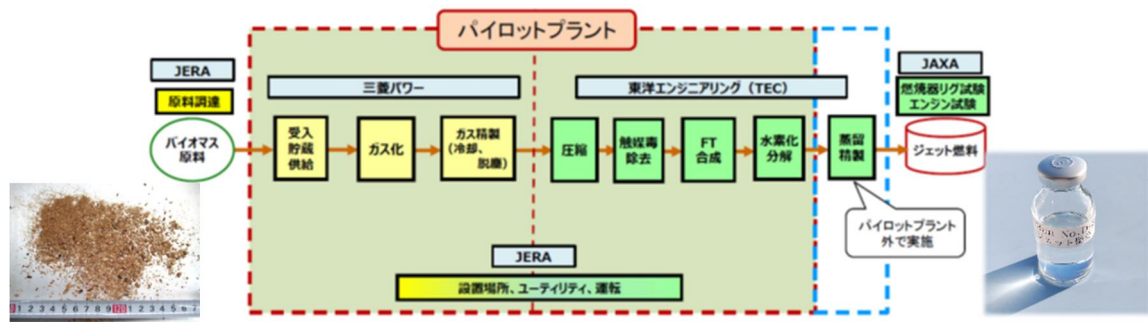 パイロットプラント
JERA
原料調達
バイオマス
原料
三菱パワー
受入
貯蔵
供給
ガス化
ガス精製
(冷却、
脱塵)
東洋エンジニアリング（TEC）
圧縮
触媒毒
除去
FT
合成
水素化
分解
蒸留
精製
パイロットプラント
外で実施
JAXA
燃焼器リグ試験
エンジン試験
ジェット燃料
JERA
設置場所、ユーティリティ、運転